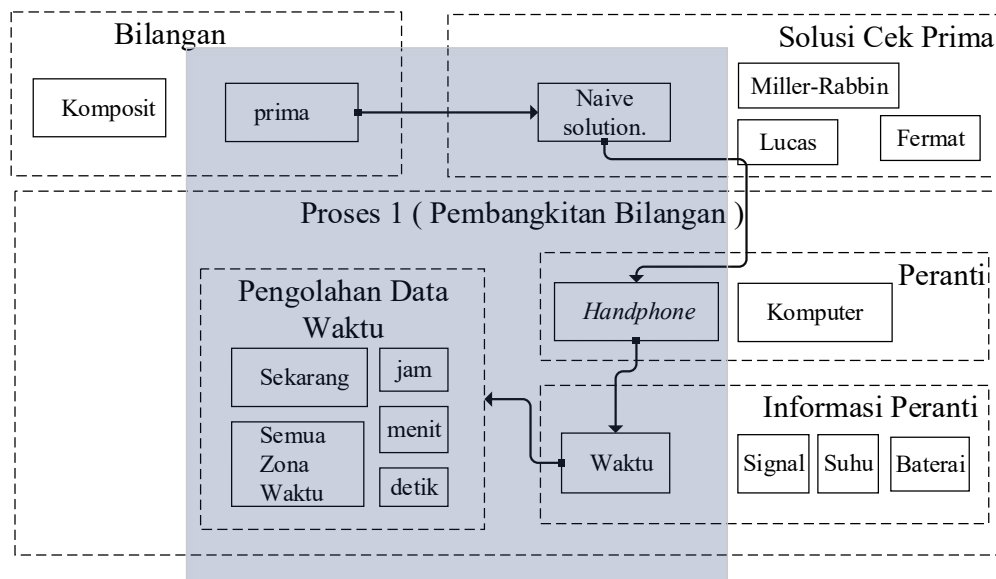 Bilangan
Komposit
prima
Solusi Cek Prima
Naive
solution.
Miller-Rabbin
Lucas
Fermat
Proses 1 ( Pembangkitan Bilangan )
Peranti
Handphone
Komputer
Pengolahan Data
Waktu
Sekarang
jam
Semua
Zona
Waktu
menit
detik
Informasi Peranti
Waktu
Signal
Suhu
Baterai